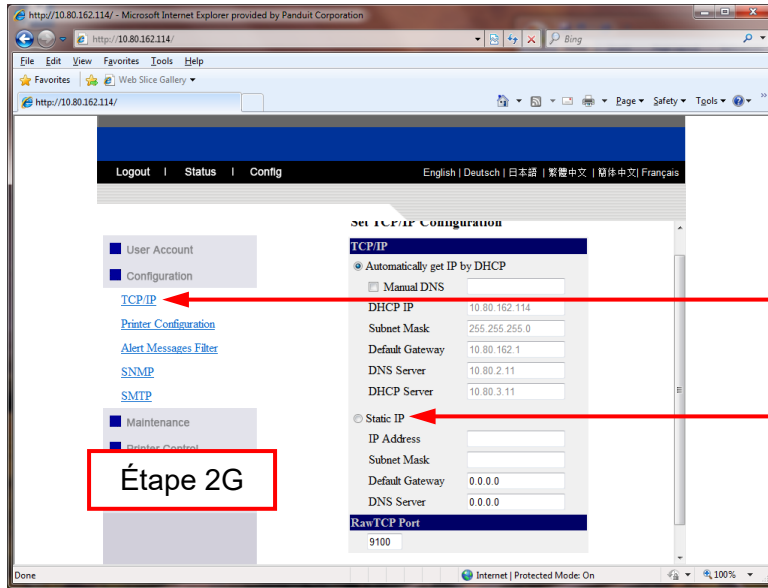 http://10.80.162.114/ - Microsoft Internet Explorer provided by Panduit Corporation
http://10.80.162.114/
Bing
File Edit View Favorites Tools Help
Favorites Web Slice Gallery
http://10.80.162.114/
Page Safety Tools
Logout | Status | Config
English | Deutsch | 日本語 | 繁體中文 | 簡体中文| Français
Set TCP/IP Configuration
User Account
Configuration
TCP/IP
Printer Configuration
Alert Messages Filter
SNMP
SMTP
Maintenance
Printer Control
Étape 2G
TCP/IP
Automatically get IP by DHCP
Manual DNS
DHCP IP 10.80.162.114
Subnet Mask 255.255.255.0
Default Gateway 10.80.162.1
DNS Server 10.80.2.11
DHCP Server 10.80.3.11
Static IP
IP Address
Subnet Mask
Default Gateway 0.0.0.0
DNS Server 0.0.0.0
RawTCP Port
9100
Done
Internet | Protected Mode: On
100%